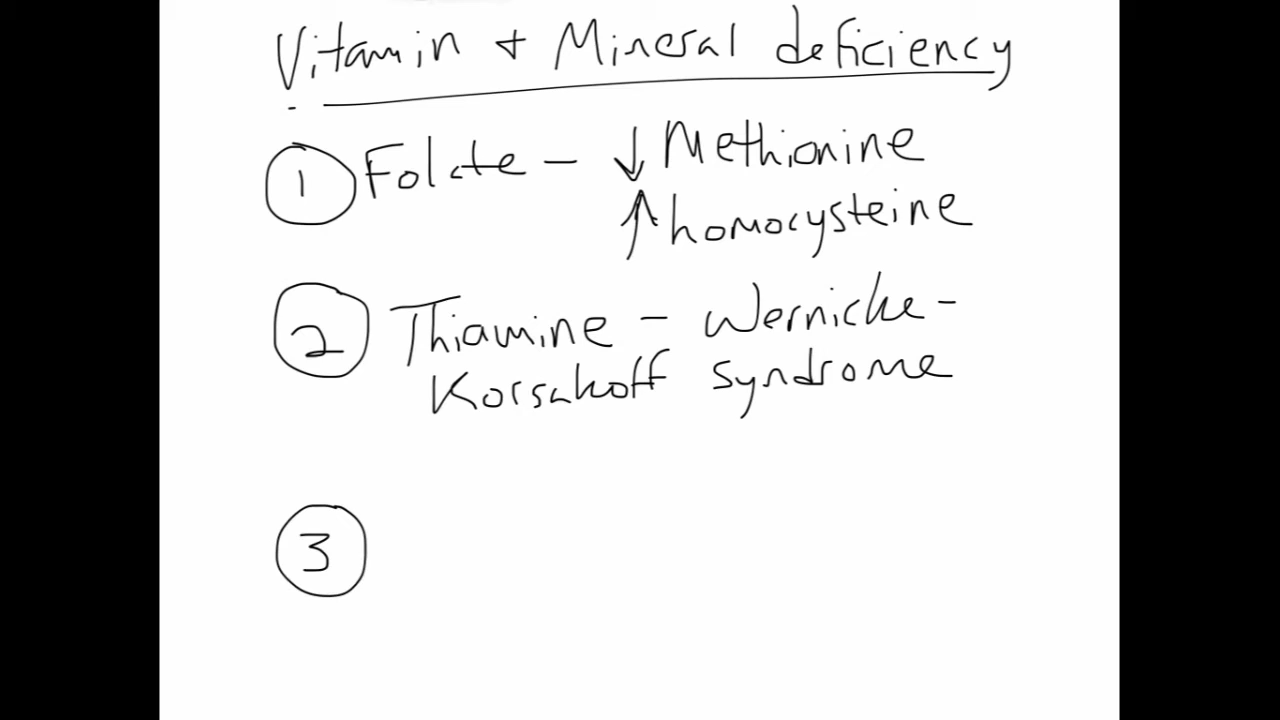 Vitamin + Mineral deficiency
1 Folate - ↓ Methionine
↑ homocysteine
2 Thiamine - Wernicke-
Korsakoff syndrome
3